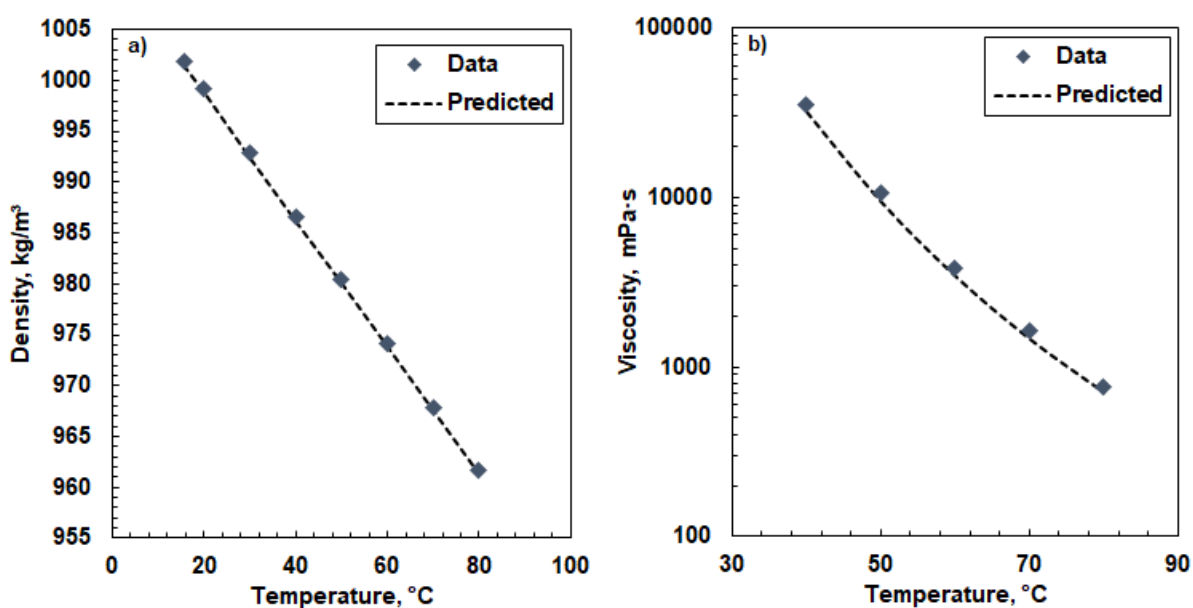 a)
Data
Predicted
1005
1000
995
990
985
980
975
970
965
960
955
Density, kg/m³
0 20 40 60 80 100
Temperature, °C
b)
Data
Predicted
100000
10000
1000
100
Viscosity, mPa·s
30 50 70 90
Temperature, °C